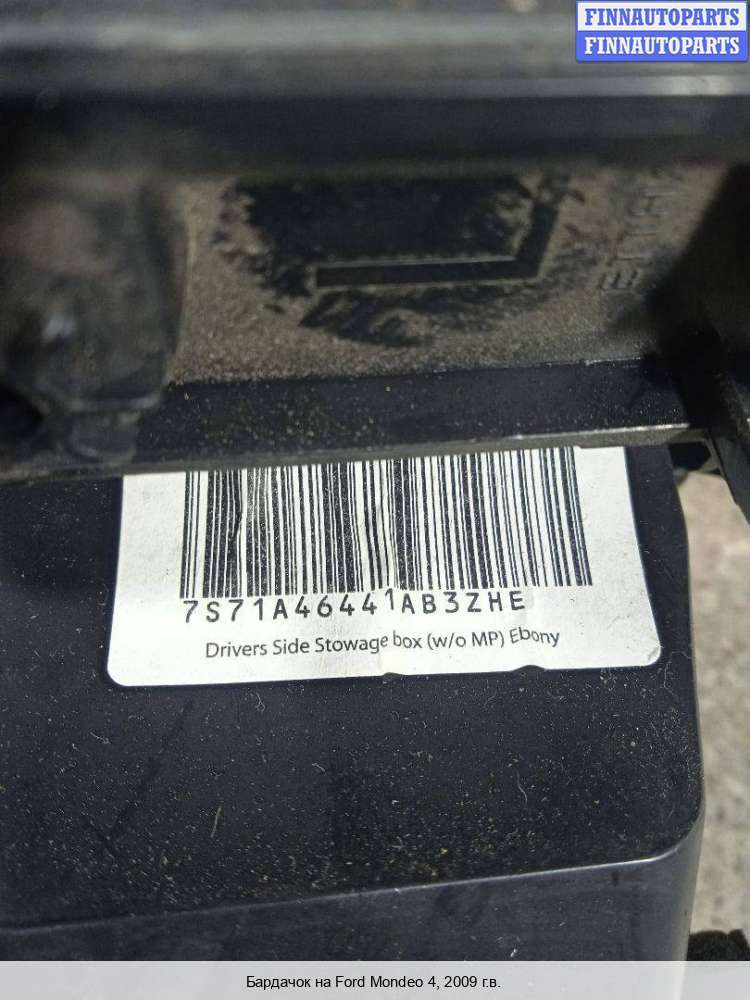 FINNAUTOPARTS
FINNAUTOPARTS
7S71A46441AB3ZHE
Drivers Side Stowage box (w/o MP) Ebony
Бардачок на Ford Mondeo 4, 2009 г.в.